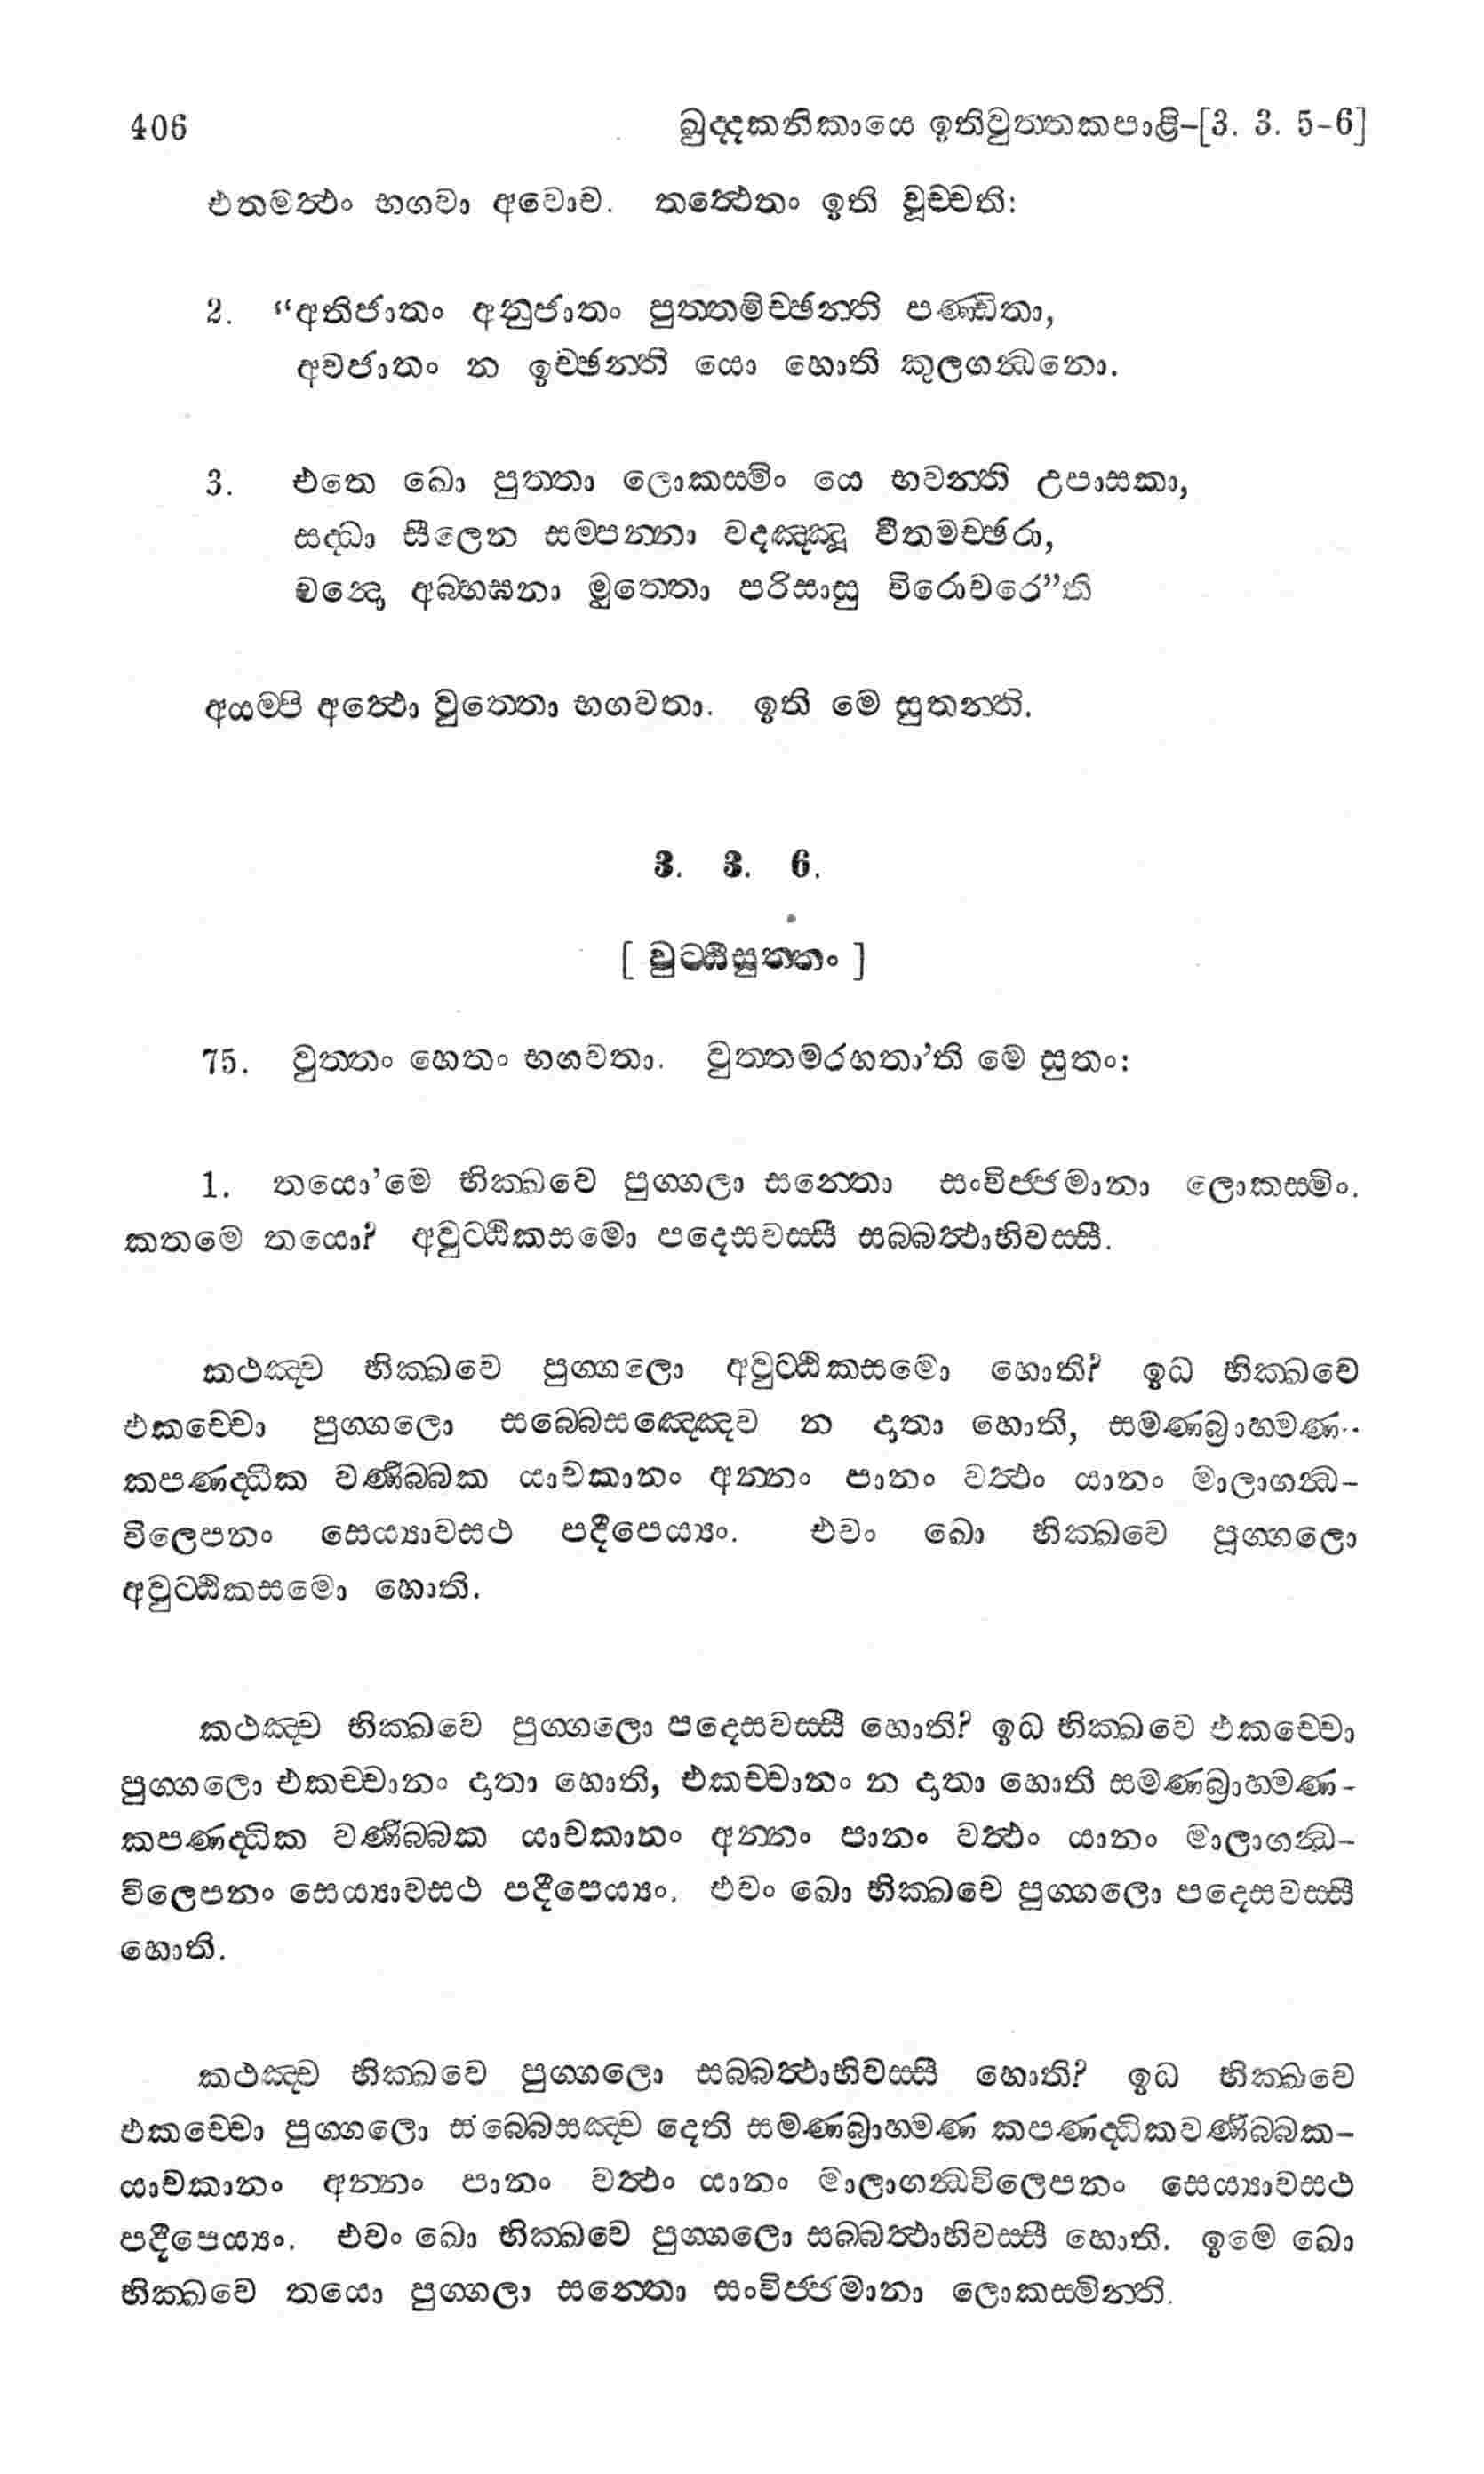 406 ඛුද්දකනිකායෙ ඉතිවුත්තකපාළි–[3. 3. 5–6]
එතමත්ථං භගවා අවොච. තත්ථෙතං ඉති වූච්චති:
2. “අතිජාතං අනුජාතං පුත්තමිච්ඡන්ති පණ්ඩිතා,
අවජාතං න ඉච්ඡන්ති යො හොති කුලගන්ධනො.
3. එතෙ ඛො පුත්තා ලොකස්මිං යෙ භවන්ති උපාසකා,
සද්ධා සීලෙන සම්පන්නා වදඤ්ඤූ වීතමච්ඡරා,
චන්දො අබ්භඝනා මුත්තො පරිසාසු විරොචරෙ”ති
අයම්පි අත්ථො වුත්තො භගවතා. ඉති මෙ සුතන්ති.
3. 3. 6.
[ වුට්ඨිසුත්තං ]
75. වුත්තං හෙතං භගවතා. වුත්තමරහතා’ති මෙ සුතං:
1. තයො’මෙ භික්ඛවෙ පුග්ගලා සන්තො සංවිජ්ජමානා ලොකස්මිං.
කතමෙ තයො? අවුට්ඨිකසමො පදෙසවස්සී සබ්බත්ථාභිවස්සී.
කථඤ්ච භික්ඛවෙ පුග්ගලො අවුට්ඨිකසමො හොති? ඉධ භික්ඛවෙ
එකච්චො පුග්ගලො සබ්බෙසඤ්ඤෙව න දාතා හොති, සමණබ්‍රාහ්මණ-
කපණද්ධික වණිබ්බක යාචකානං අන්නං පානං වත්ථං යානං මාලාගන්ධ-
විලෙපනං සෙය්‍යාවසථ පදීපෙය්‍යං. එවං ඛො භික්ඛවෙ පූග්ගලො
අවුට්ඨිකසමො හොති.
කථඤ්ච භික්ඛවෙ පුග්ගලො පදෙසවස්සී හොති? ඉධ භික්ඛවෙ එකච්චො
පුග්ගලො එකච්චානං දාතා හොති, එකච්චානං න දාතා හොති සමණබ්‍රාහ්මණ-
කපණද්ධික වණිබ්බක යාචකානං අන්නං පානං වත්ථං යානං මාලාගන්ධ-
විලෙපනං සෙය්‍යාවසථ පදීපෙය්‍යං. එවං ඛො භික්ඛවෙ පුග්ගලො පදෙසවස්සී
හොති.
කථඤ්ච භික්ඛවෙ පුග්ගලො සබ්බත්ථාභිවස්සී හොති? ඉධ භික්ඛවෙ
එකච්චො පුග්ගලො සබ්බෙසඤ්ච දෙති සමණබ්‍රාහ්මණ කපණද්ධිකවණිබ්බක-
යාචකානං අන්නං පානං වත්ථං යානං මාලාගන්ධවිලෙපනං සෙය්‍යාවසථ
පදීපෙය්‍යං. එවං ඛො භික්ඛවෙ පුග්ගලො සබ්බත්ථාභිවස්සී හොති. ඉමෙ ඛො
භික්ඛවෙ තයො පුග්ගලා සන්තො සංවිජ්ජමානා ලොකස්මින්ති.